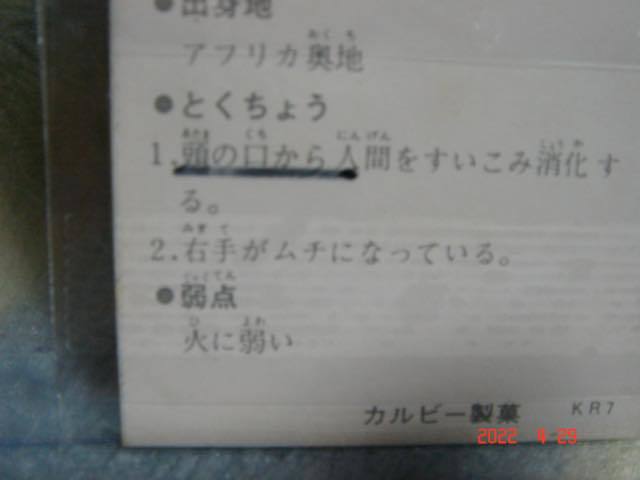 ●出身地
アフリカ奥地
●とくちょう
1.頭の口から人間をすいこみ消化す
る。
2.右手がムチになっている。
●弱点
火に弱い
カルビー製菓 KR7
2022 4 29